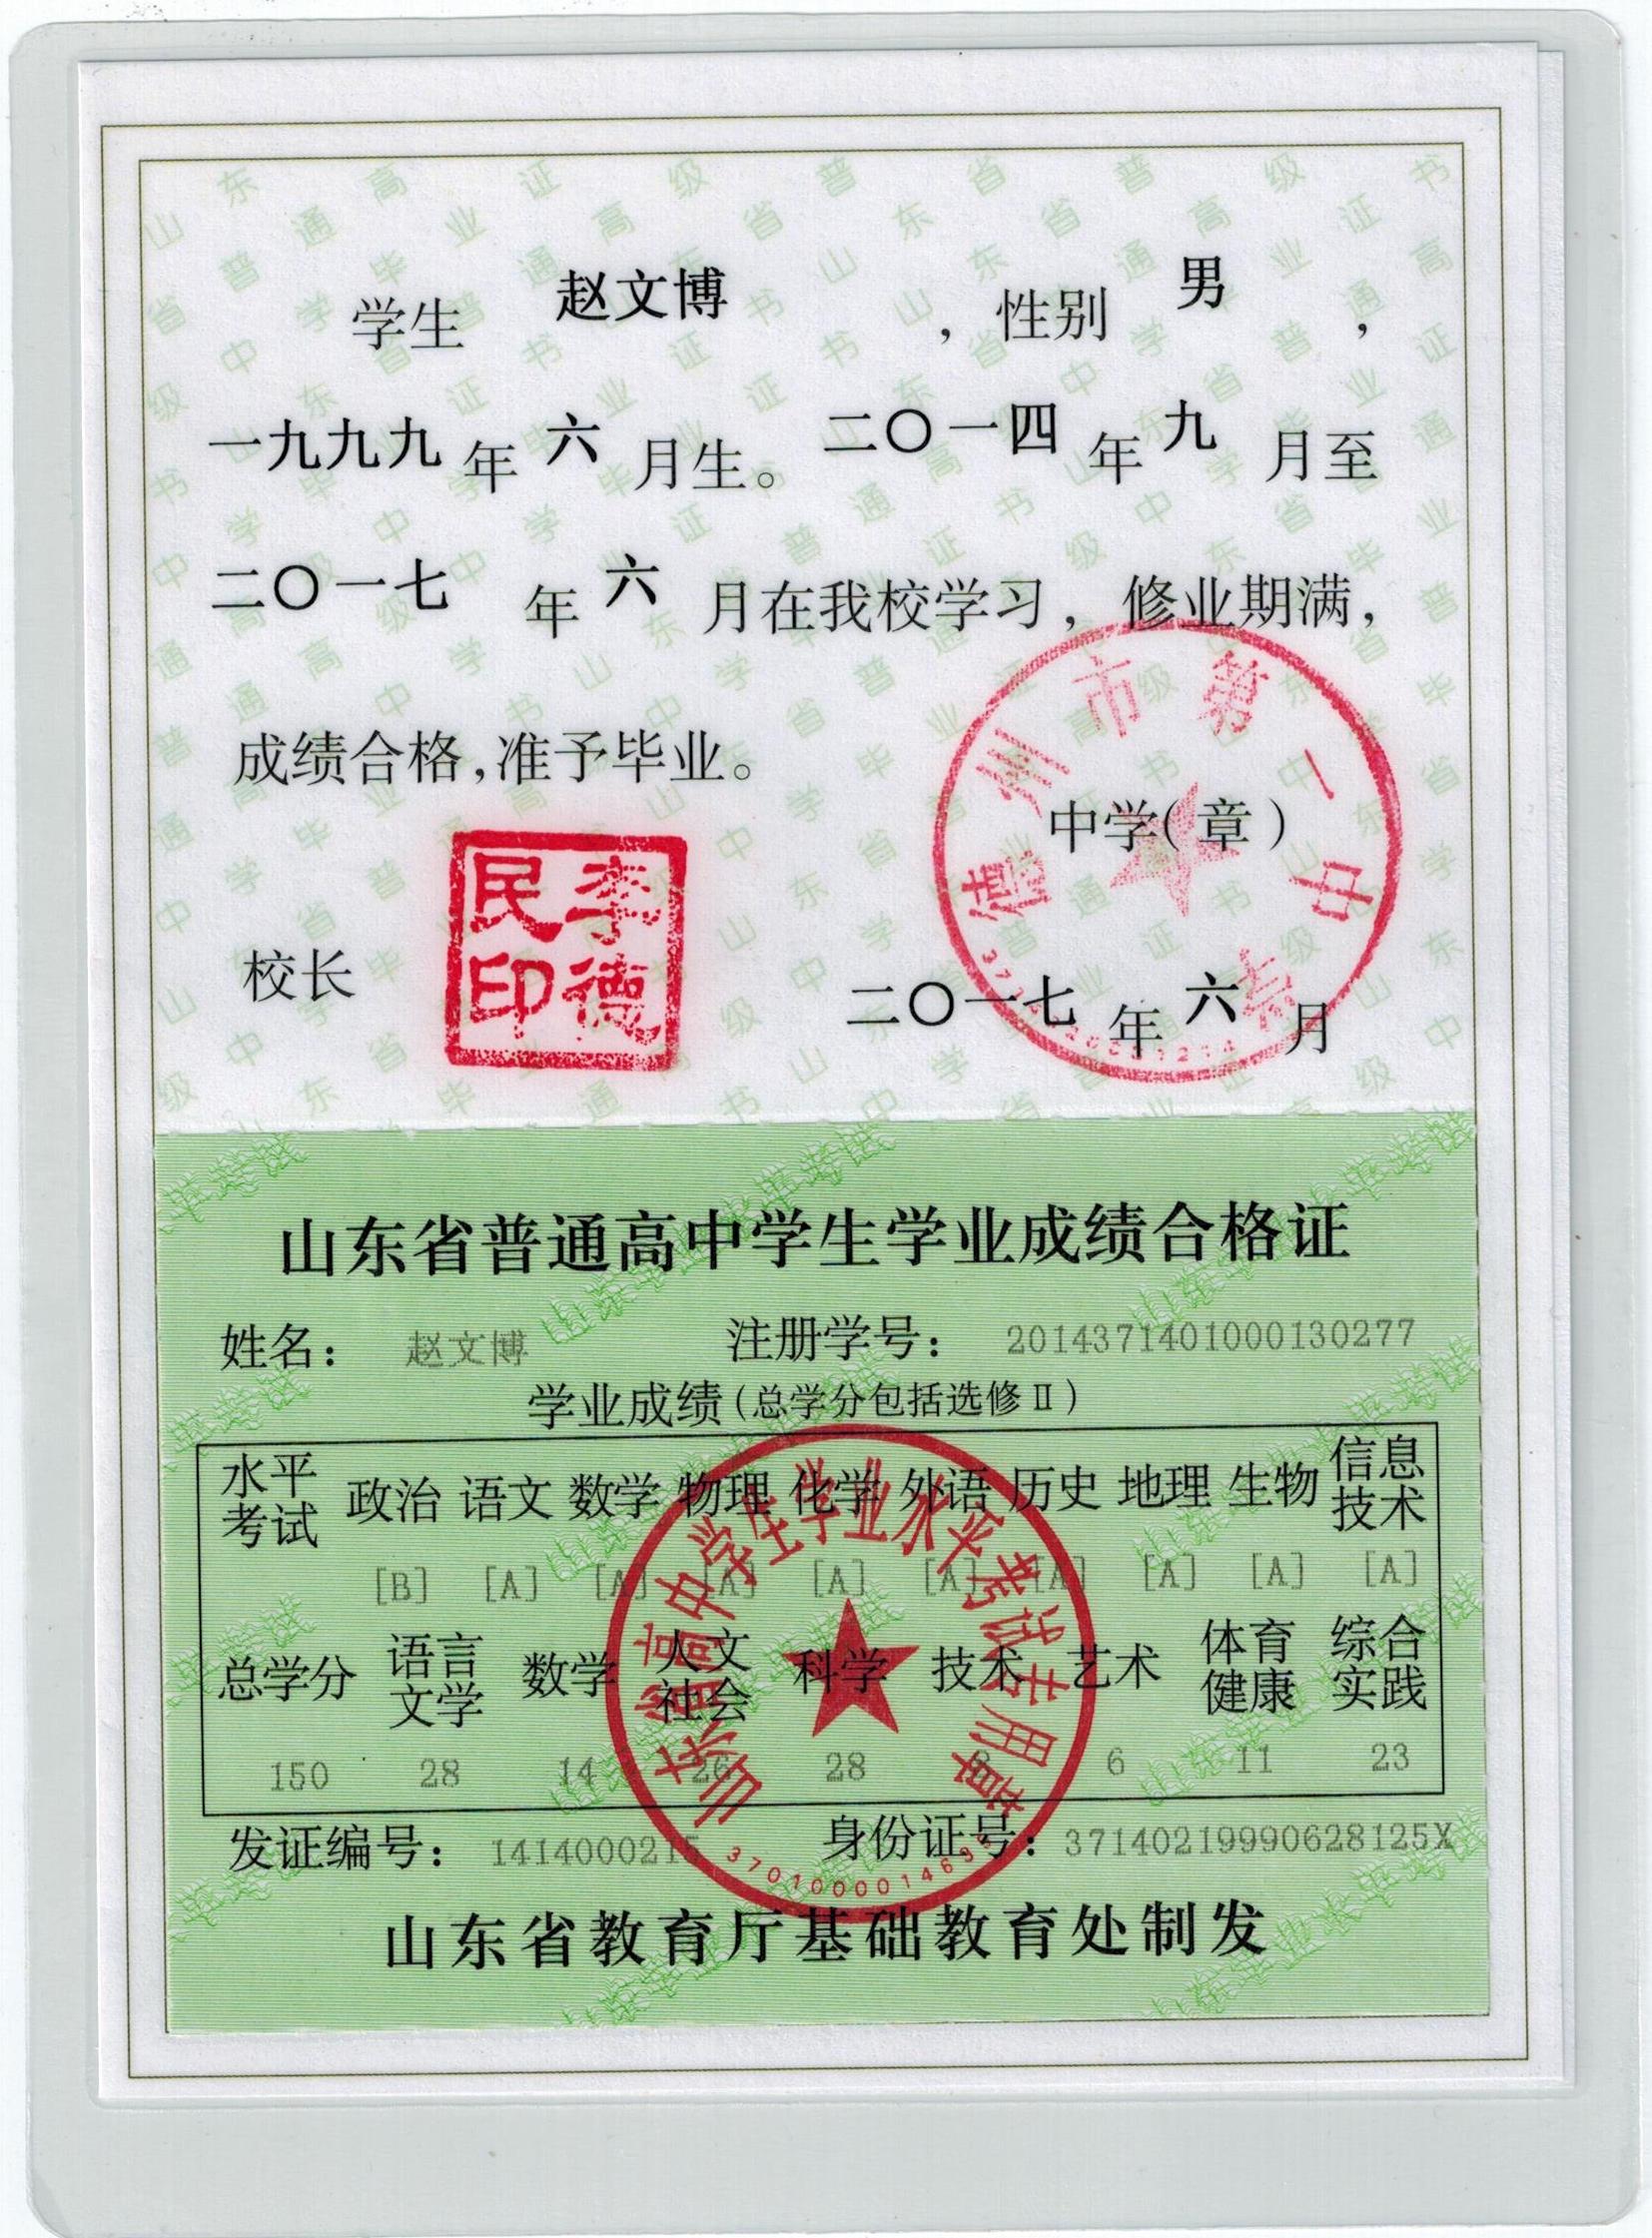 学生 赵文博 ，性别 男 ，
一九九九 年 六 月生。二〇一四 年 九 月至
二〇一七 年 六 月在我校学习，修业期满，
成绩合格，准予毕业。
德州市第一中学
中学（章）
校长
李德民印
二〇一七 年 六 月
山东省普通高中学生学业成绩合格证
姓名： 赵文博 注册学号： 2014371401000130277
学业成绩（总学分包括选修Ⅱ）
水平考试 政治 语文 数学 物理 化学 外语 历史 地理 生物 信息技术
[B] [A] [A] [A] [A] [A] [A] [A] [A] [A]
总学分 语言文学 数学 人文社会 科学 技术 艺术 体育健康 综合实践
150 28 14 26 28 8 6 11 23
山东省高中学生学业水平考试专用章
发证编号： 1414000215 身份证号： 37140219990628125X
山东省教育厅基础教育处制发